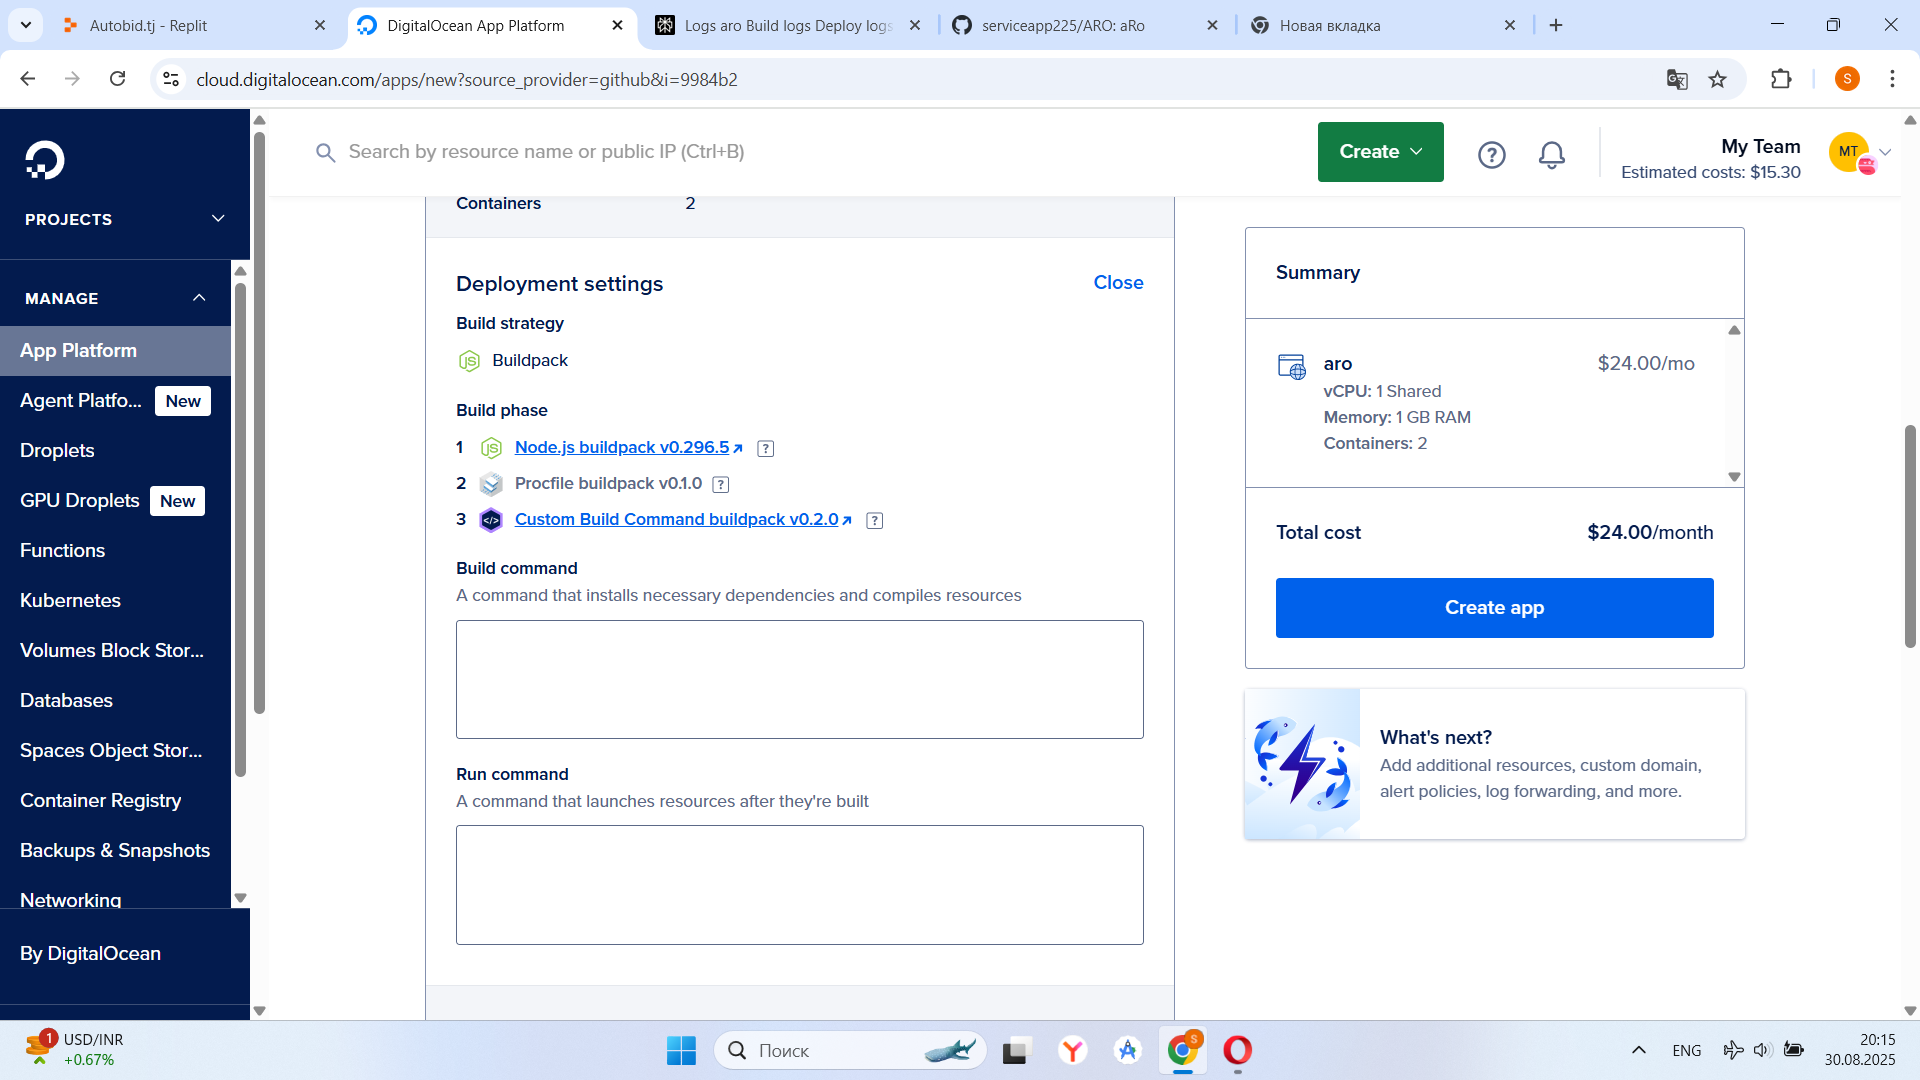 Autobid.tj - Replit
DigitalOcean App Platform
Logs aro Build logs Deploy logs
serviceapp225/ARO: aRo
Новая вкладка
cloud.digitalocean.com/apps/new?source_provider=github&i=9984b2
S
Search by resource name or public IP (Ctrl+B)
Create
My Team
Estimated costs: $15.30
MT
PROJECTS
MANAGE
App Platform
Agent Platfo... New
Droplets
GPU Droplets New
Functions
Kubernetes
Volumes Block Stor...
Databases
Spaces Object Stor...
Container Registry
Backups & Snapshots
Networking
By DigitalOcean
Containers 2
Deployment settings
Close
Build strategy
Buildpack
Build phase
1 Node.js buildpack v0.296.5 ?
2 Procfile buildpack v0.1.0 ?
3 Custom Build Command buildpack v0.2.0 ?
Build command
A command that installs necessary dependencies and compiles resources
Run command
A command that launches resources after they're built
Summary
aro $24.00/mo
vCPU: 1 Shared
Memory: 1 GB RAM
Containers: 2
Total cost $24.00/month
Create app
What's next?
Add additional resources, custom domain,
alert policies, log forwarding, and more.
1
USD/INR
+0.67%
Поиск
S
ENG
20:15
30.08.2025